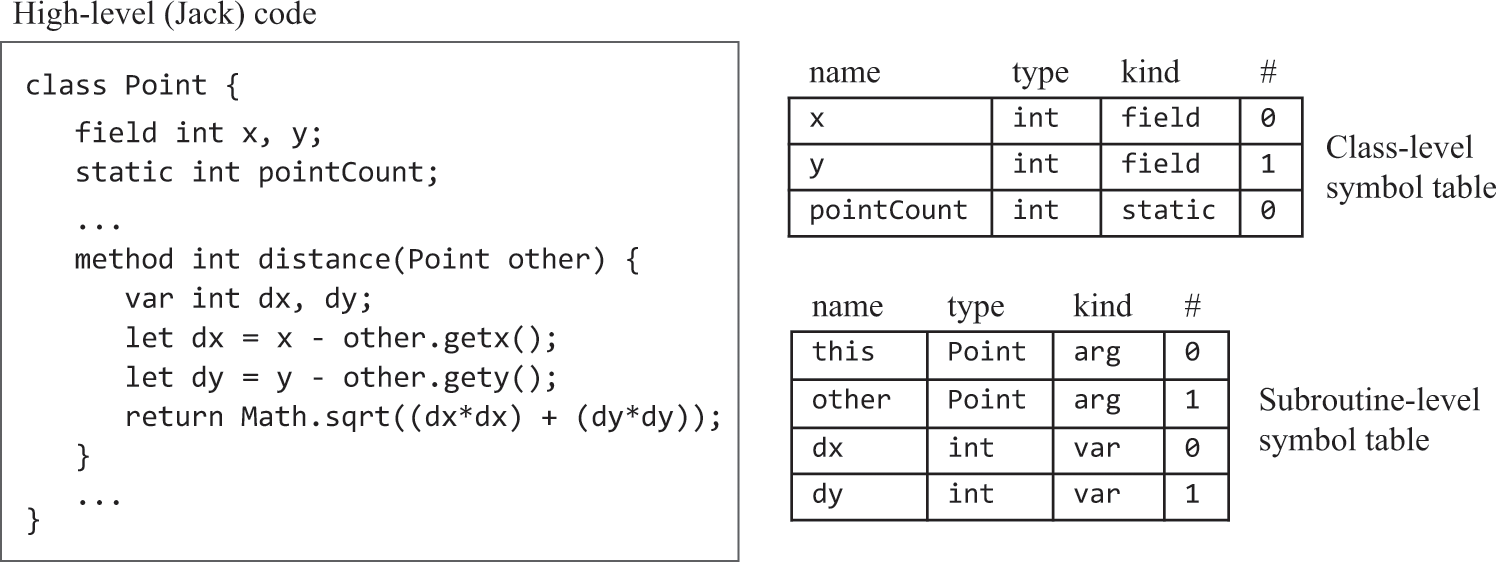 High-level (Jack) code
class Point {
field int x, y;
static int pointCount;
...
method int distance(Point other) {
var int dx, dy;
let dx = x - other.getx();
let dy = y - other.gety();
return Math.sqrt((dx*dx) + (dy*dy));
}
...
}
name type kind #
x int field 0
y int field 1
pointCount int static 0
Class-level
symbol table
name type kind #
this Point arg 0
other Point arg 1
dx int var 0
dy int var 1
Subroutine-level
symbol table